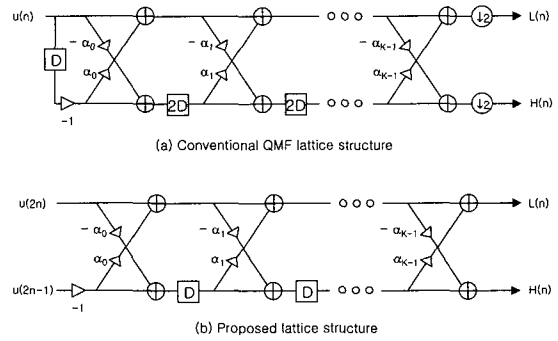 u(n) L(n)
D - α0 α0 - α1 α1 - αK-1 αK-1 ↓2
-1 2D 2D ↓2 H(n)
(a) Conventional QMF lattice structure
u(2n) L(n)
- α0 α0 - α1 α1 - αK-1 αK-1
u(2n-1) -1 D D H(n)
(b) Proposed lattice structure